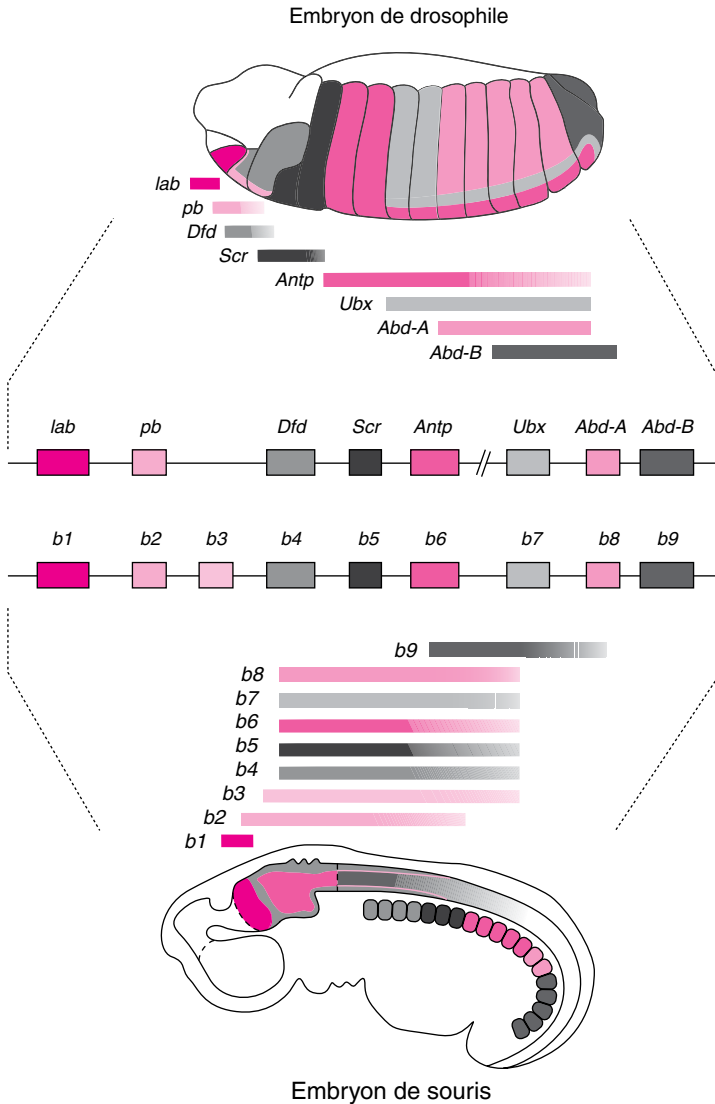 Embryon de drosophile
lab
pb
Dfd
Scr
Antp
Ubx
Abd-A
Abd-B
lab pb Dfd Scr Antp Ubx Abd-A Abd-B
b1 b2 b3 b4 b5 b6 b7 b8 b9
b9
b8
b7
b6
b5
b4
b3
b2
b1
Embryon de souris